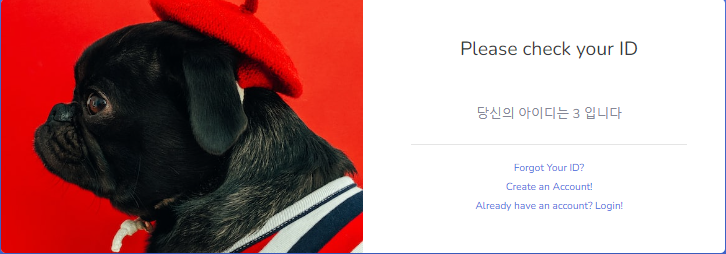 Please check your ID
당신의 아이디는 3 입니다
Forgot Your ID?
Create an Account!
Already have an account? Login!